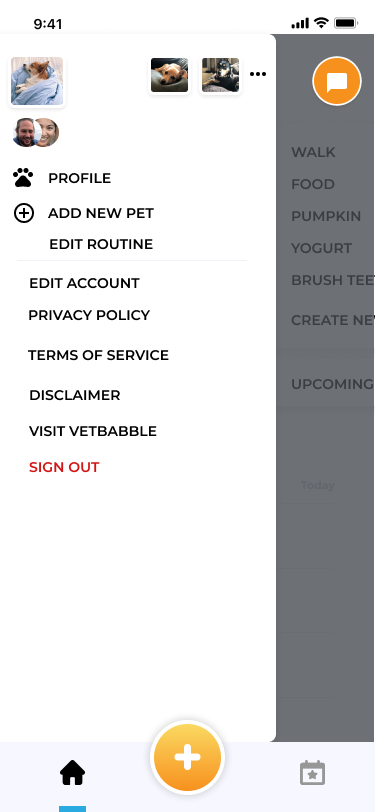 9:41
PROFILE
ADD NEW PET
EDIT ROUTINE
EDIT ACCOUNT
PRIVACY POLICY
TERMS OF SERVICE
DISCLAIMER
VISIT VETBABBLE
SIGN OUT
WALK
FOOD
PUMPKIN
YOGURT
BRUSH TEE
CREATE NE
UPCOMING
Today